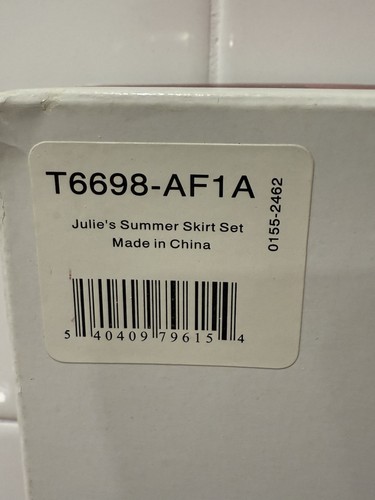 T6698-AF1A
0155-2462
Julie's Summer Skirt Set
Made in China
5 40409 79615 4